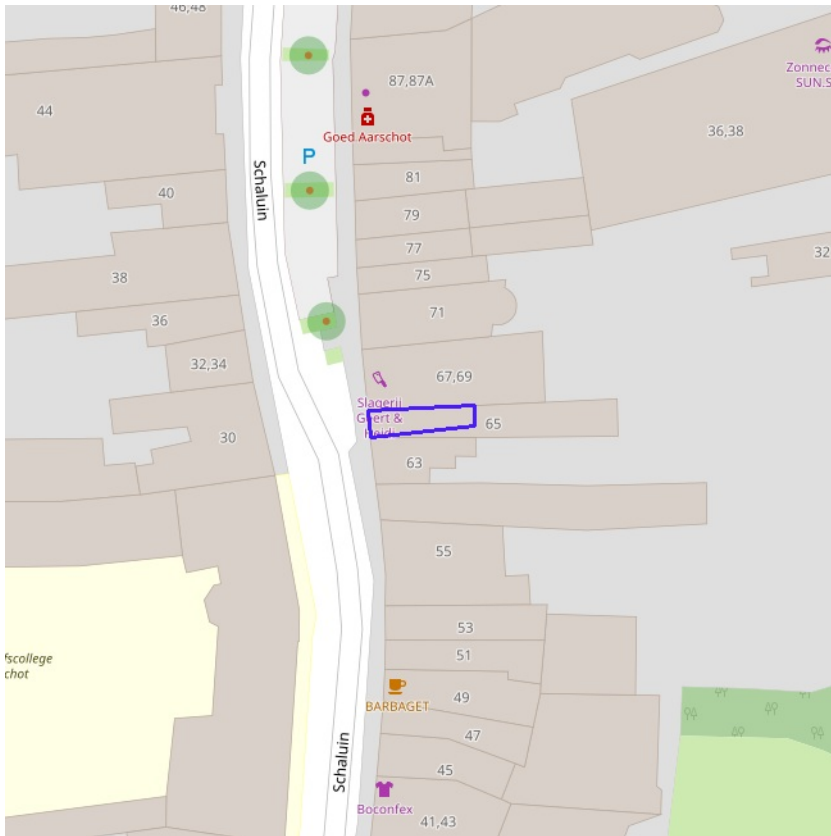 46,48
87,87A
Zonnec
SUN.S
44
Goed Aarschot
36,38
P
Schaluin
81
40
79
77
32
38
75
71
36
32,34
67,69
Slagerij
Geert &
Heidi
65
30
63
55
53
51
fscollege
chot
49
BARBAGET
47
Schaluin
45
Boconfex
41,43